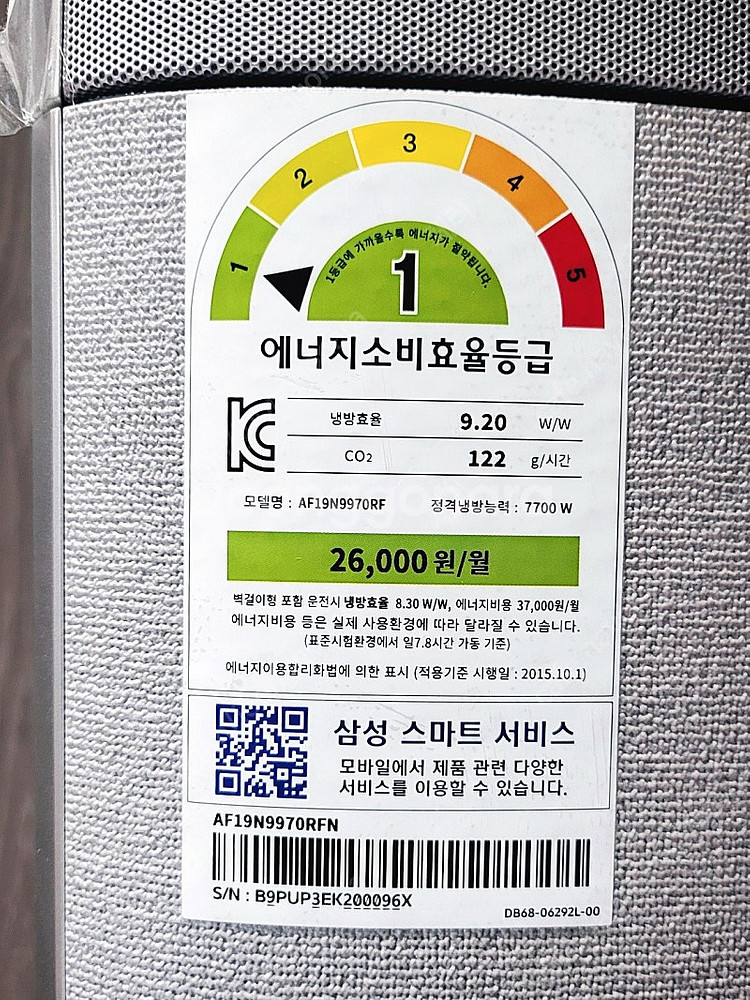 1 2 3 4 5
1등급에 가까울수록 에너지가 절약됩니다.
1
에너지소비효율등급
냉방효율 9.20 W/W
CO2 122 g/시간
모델명 : AF19N9970RF 정격냉방능력 : 7700 W
26,000원/월
벽걸이형 포함 운전시 냉방효율 8.30 W/W, 에너지비용 37,000원/월
에너지비용 등은 실제 사용환경에 따라 달라질 수 있습니다.
(표준시험환경에서 일7.8시간 가동 기준)
에너지이용합리화법에 의한 표시 (적용기준 시행일 : 2015.10.1)
삼성 스마트 서비스
모바일에서 제품 관련 다양한
서비스를 이용할 수 있습니다.
AF19N9970RFN
S/N : B9PUP3EK200096X
DB68-06292L-00